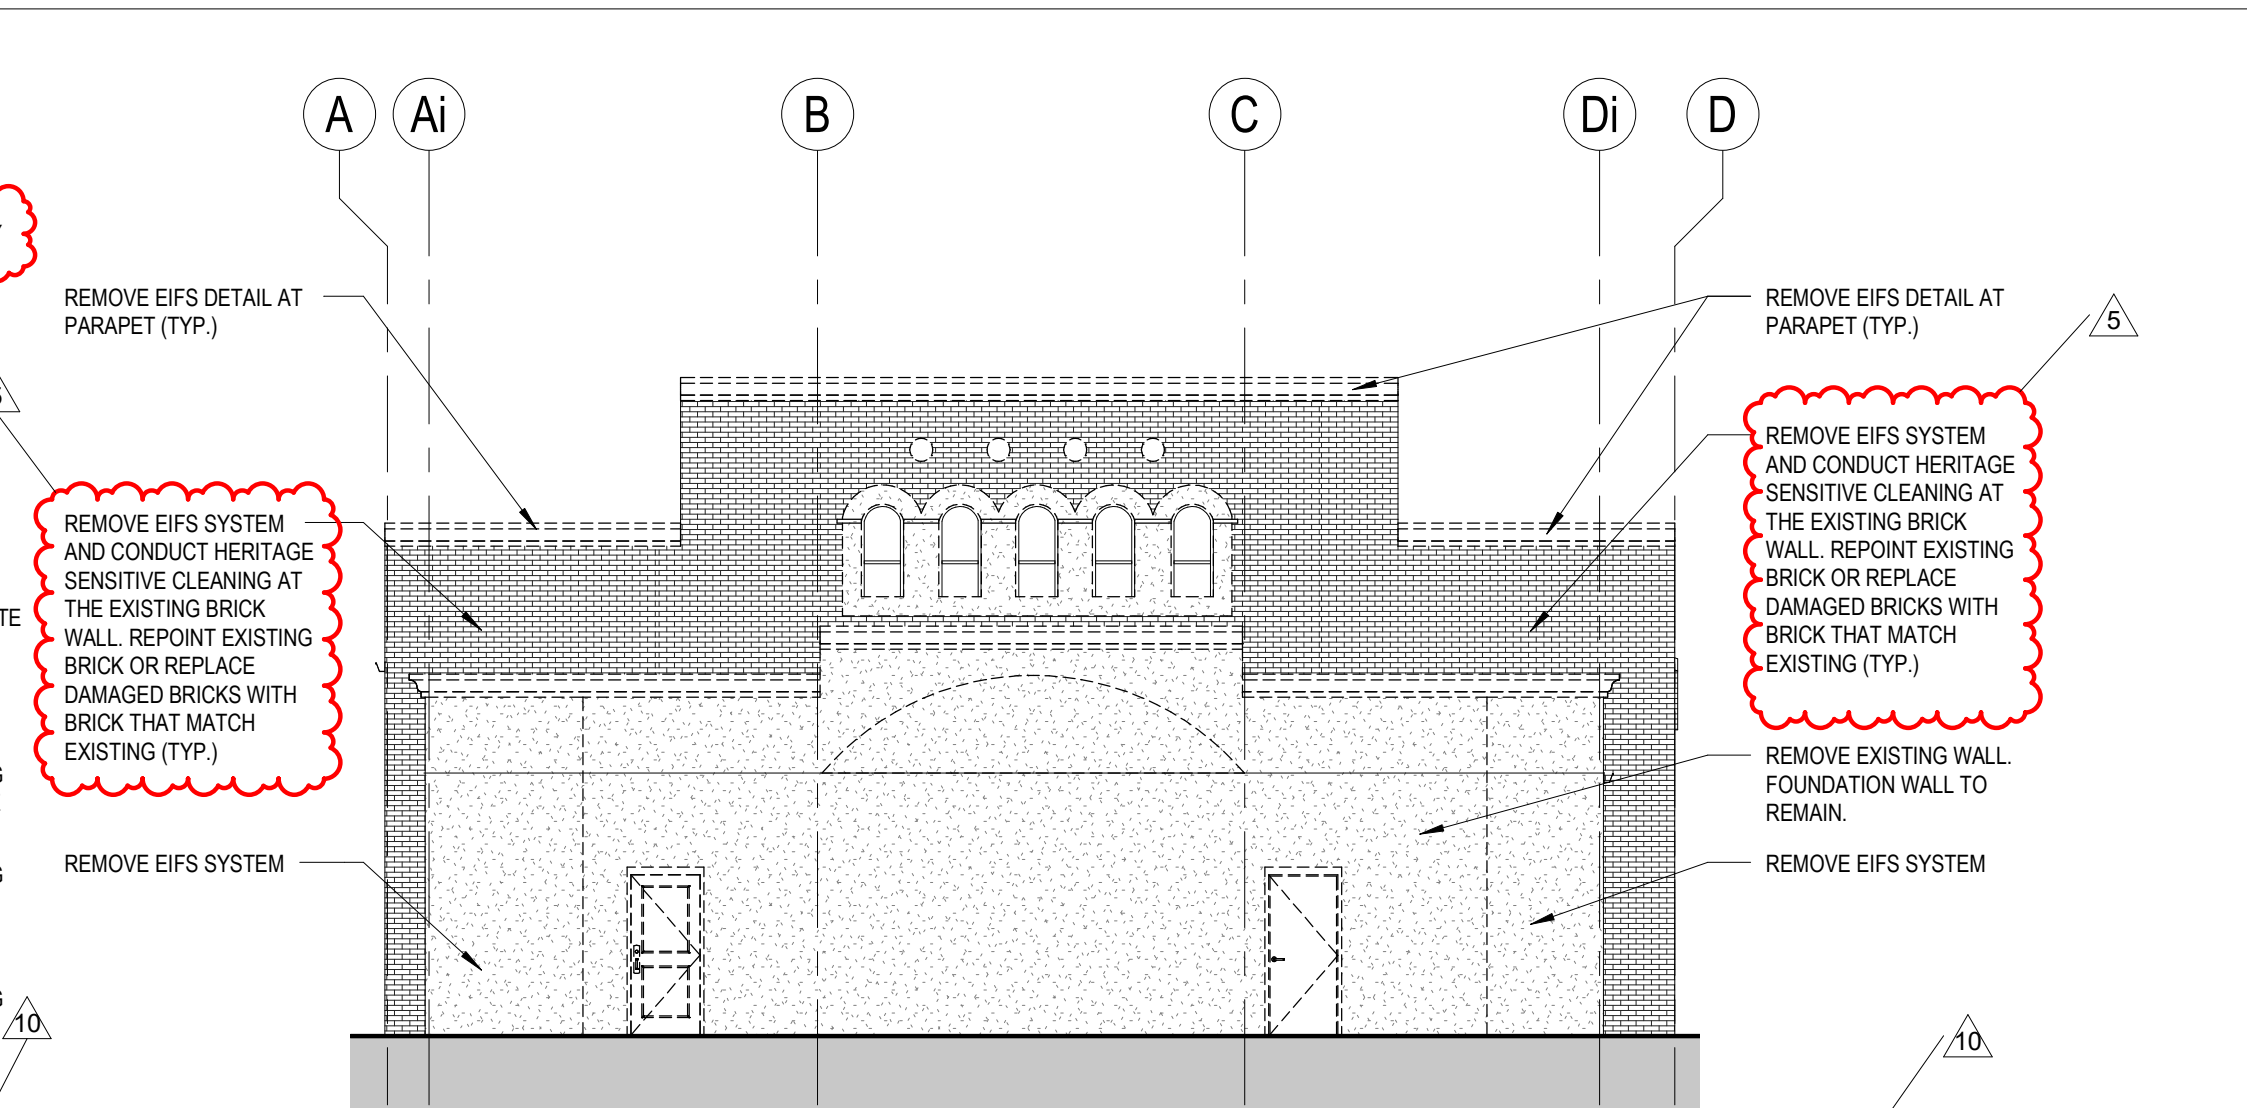 A Ai B C Di D
REMOVE EIFS DETAIL AT
PARAPET (TYP.)
REMOVE EIFS SYSTEM
AND CONDUCT HERITAGE
SENSITIVE CLEANING AT
THE EXISTING BRICK
WALL. REPOINT EXISTING
BRICK OR REPLACE
DAMAGED BRICKS WITH
BRICK THAT MATCH
EXISTING (TYP.)
REMOVE EIFS SYSTEM
10
REMOVE EIFS DETAIL AT
PARAPET (TYP.)
5
REMOVE EIFS SYSTEM
AND CONDUCT HERITAGE
SENSITIVE CLEANING AT
THE EXISTING BRICK
WALL. REPOINT EXISTING
BRICK OR REPLACE
DAMAGED BRICKS WITH
BRICK THAT MATCH
EXISTING (TYP.)
REMOVE EXISTING WALL.
FOUNDATION WALL TO
REMAIN.
REMOVE EIFS SYSTEM
10